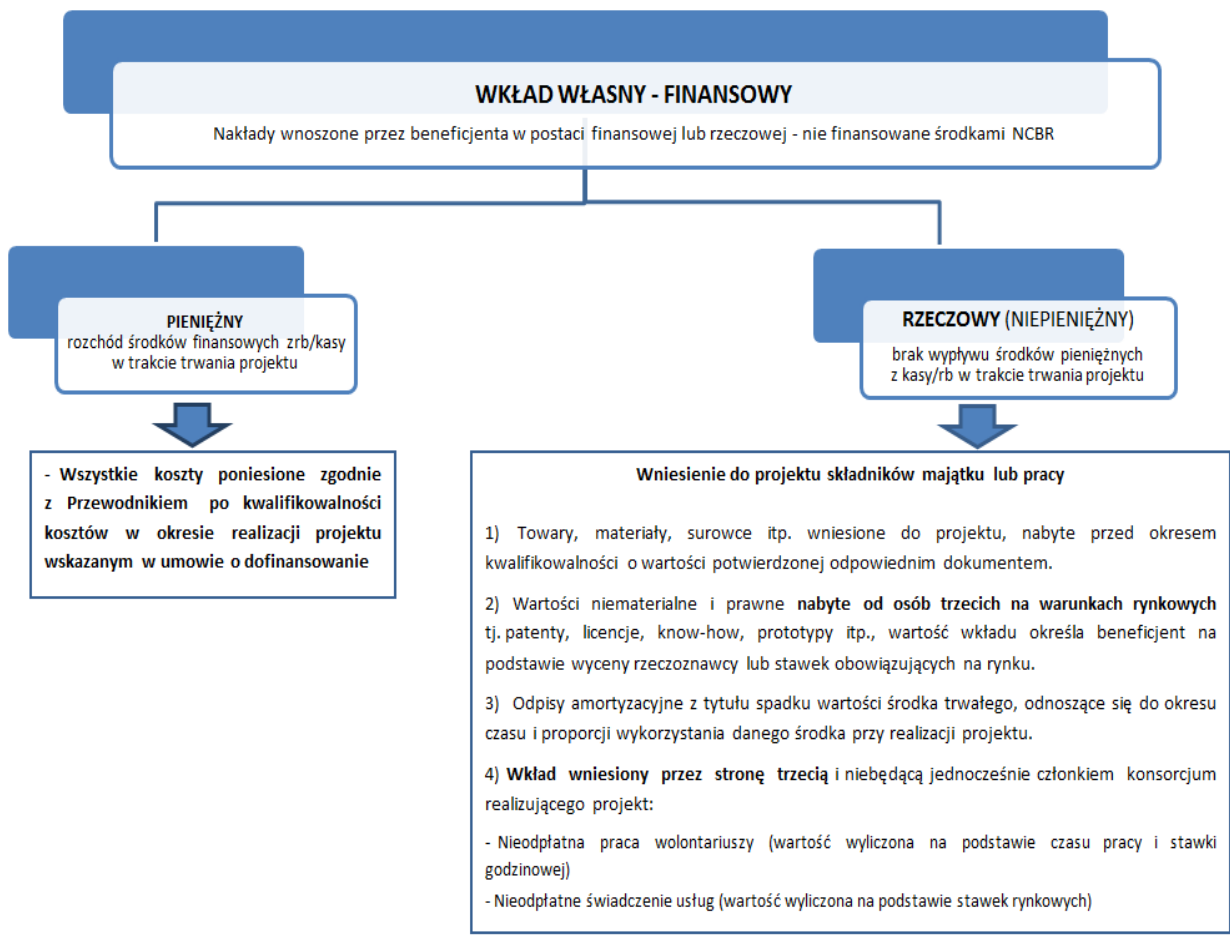 WKŁAD WŁASNY - FINANSOWY
Nakłady wnoszone przez beneficjenta w postaci finansowej lub rzeczowej - nie finansowane środkami NCBR
PIENIĘŻNY
rozchód środków finansowych zrb/kasy
w trakcie trwania projektu
- Wszystkie koszty poniesione zgodnie
z Przewodnikiem po kwalifikowalności
kosztów w okresie realizacji projektu
wskazanym w umowie o dofinansowanie
RZECZOWY (NIEPIENIĘŻNY)
brak wypływu środków pieniężnych
z kasy/rb w trakcie trwania projektu
Wniesienie do projektu składników majątku lub pracy
1) Towary, materiały, surowce itp. wniesione do projektu, nabyte przed okresem
kwalifikowalności o wartości potwierdzonej odpowiednim dokumentem.
2) Wartości niematerialne i prawne nabyte od osób trzecich na warunkach rynkowych
tj. patenty, licencje, know-how, prototypy itp., wartość wkładu określa beneficjent na
podstawie wyceny rzeczoznawcy lub stawek obowiązujących na rynku.
3) Odpisy amortyzacyjne z tytułu spadku wartości środka trwałego, odnoszące się do okresu
czasu i proporcji wykorzystania danego środka przy realizacji projektu.
4) Wkład wniesiony przez stronę trzecią i niebędącą jednocześnie członkiem konsorcjum
realizującego projekt:
- Nieodpłatna praca wolontariuszy (wartość wyliczona na podstawie czasu pracy i stawki
godzinowej)
- Nieodpłatne świadczenie usług (wartość wyliczona na podstawie stawek rynkowych)